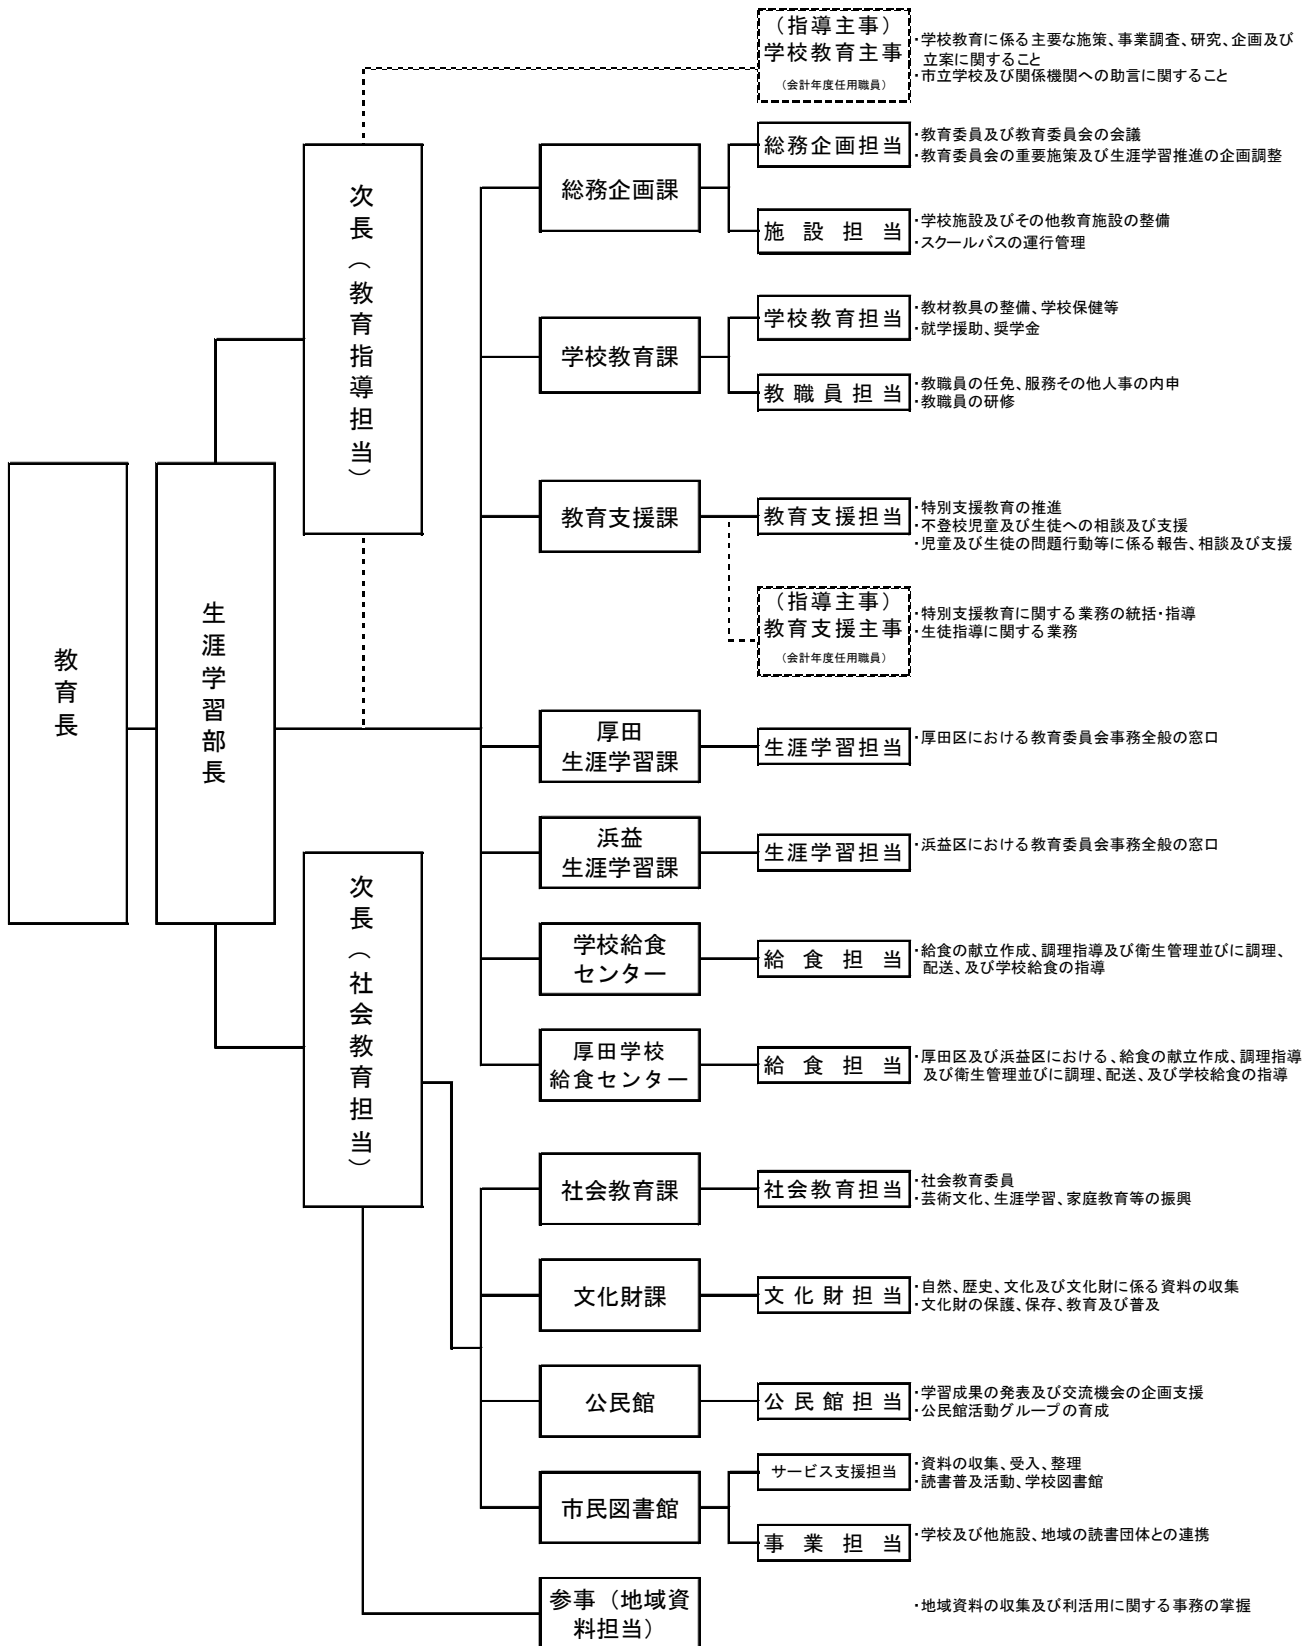 （指導主事）
学校教育主事
（会計年度任用職員）
・学校教育に係る主要な施策、事業調査、研究、企画及び
立案に関すること
・市立学校及び関係機関への助言に関すること
教育長
生涯学習部長
次長（教育指導担当）
総務企画課
総務企画担当
・教育委員及び教育委員会の会議
・教育委員会の重要施策及び生涯学習推進の企画調整
施設担当
・学校施設及びその他教育施設の整備
・スクールバスの運行管理
学校教育課
学校教育担当
・教材教具の整備、学校保健等
・就学援助、奨学金
教職員担当
・教職員の任免、服務その他人事の内申
・教職員の研修
教育支援課
教育支援担当
・特別支援教育の推進
・不登校児童及び生徒への相談及び支援
・児童及び生徒の問題行動等に係る報告、相談及び支援
（指導主事）
教育支援主事
（会計年度任用職員）
・特別支援教育に関する業務の統括・指導
・生徒指導に関する業務
厚田
生涯学習課
生涯学習担当
・厚田区における教育委員会事務全般の窓口
浜益
生涯学習課
生涯学習担当
・浜益区における教育委員会事務全般の窓口
学校給食
センター
給食担当
・給食の献立作成、調理指導及び衛生管理並びに調理、
配送、及び学校給食の指導
厚田学校
給食センター
給食担当
・厚田区及び浜益区における、給食の献立作成、調理指導
及び衛生管理並びに調理、配送、及び学校給食の指導
次長（社会教育担当）
社会教育課
社会教育担当
・社会教育委員
・芸術文化、生涯学習、家庭教育等の振興
文化財課
文化財担当
・自然、歴史、文化及び文化財に係る資料の収集
・文化財の保護、保存、教育及び普及
公民館
公民館担当
・学習成果の発表及び交流機会の企画支援
・公民館活動グループの育成
市民図書館
サービス支援担当
・資料の収集、受入、整理
・読書普及活動、学校図書館
事業担当
・学校及び他施設、地域の読書団体との連携
参事（地域資
料担当）
・地域資料の収集及び利活用に関する事務の掌握